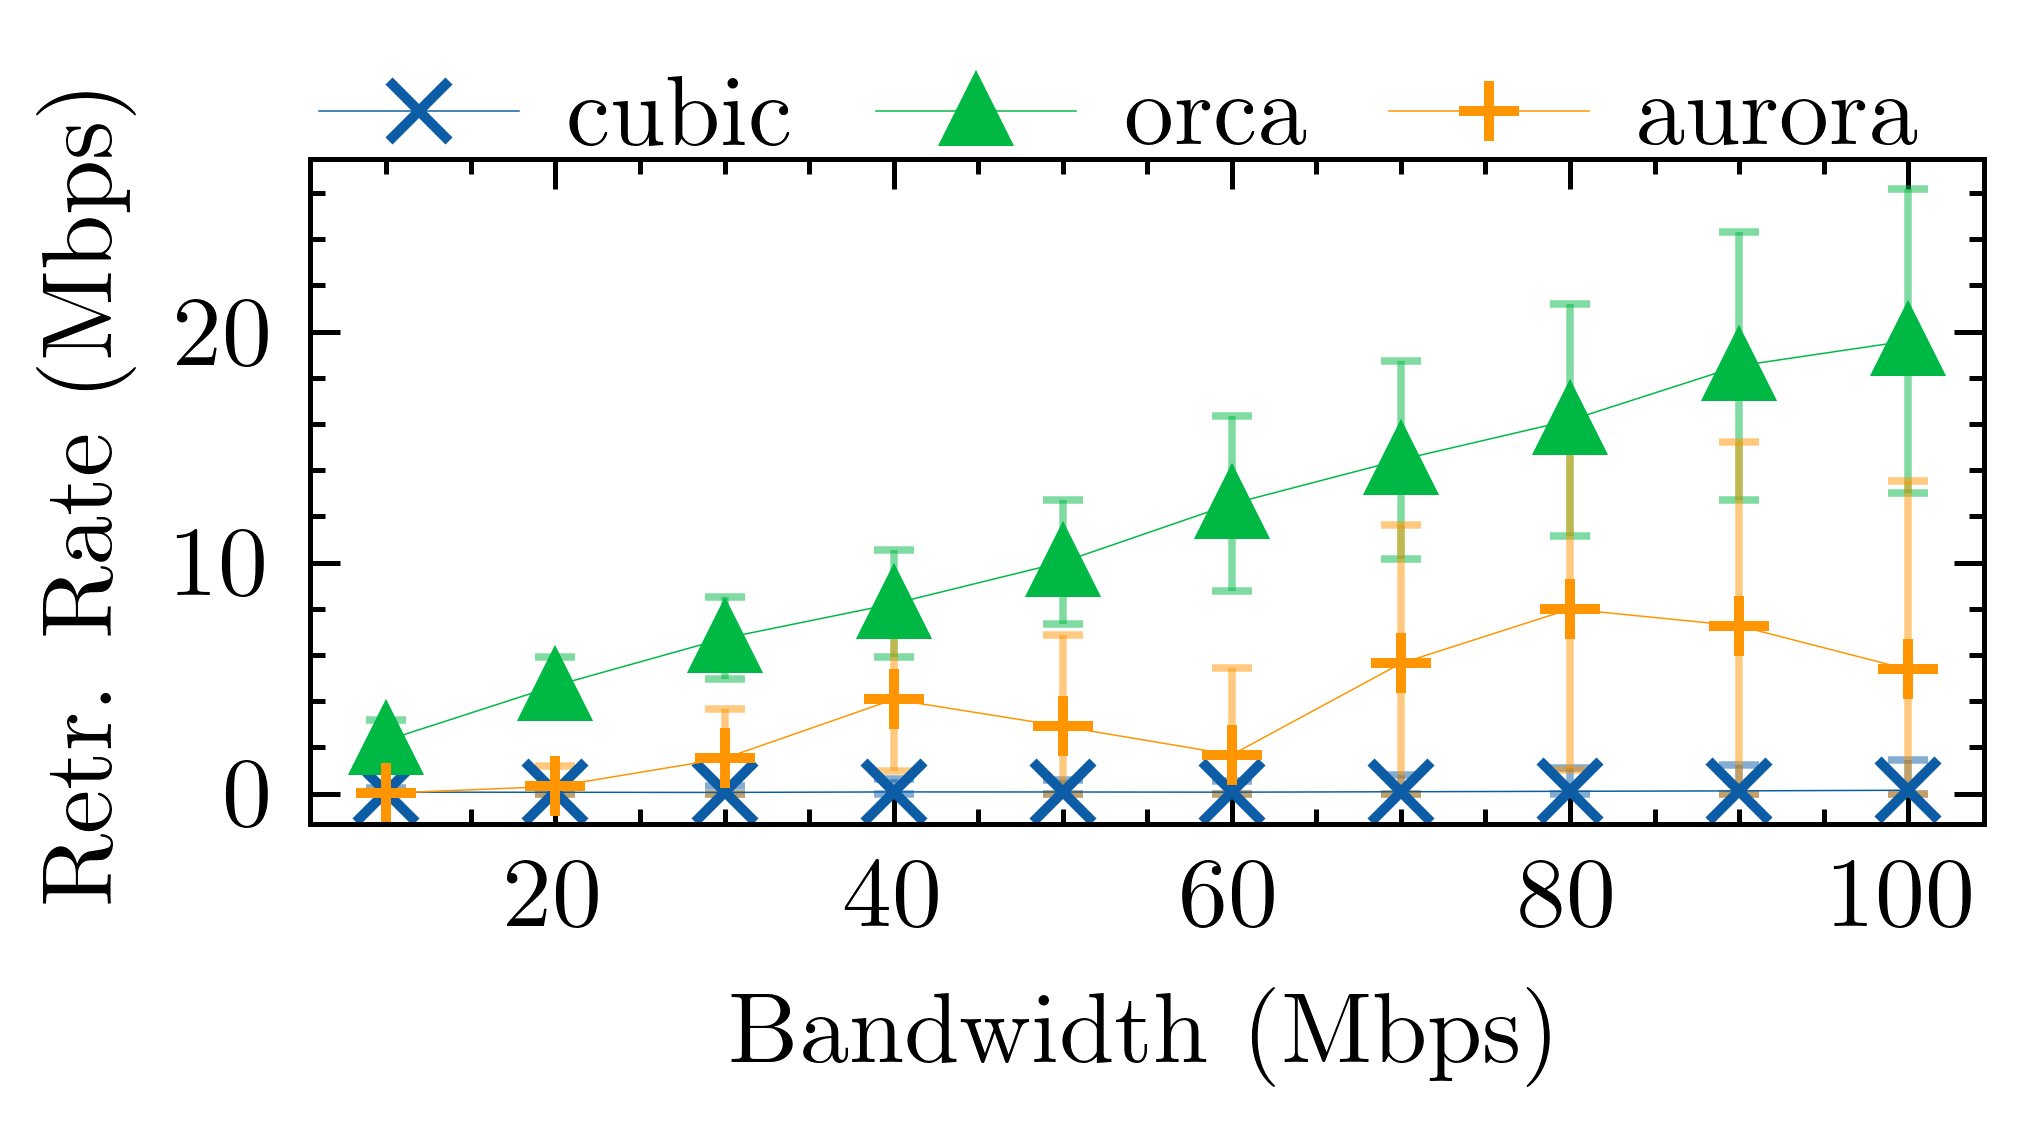 cubic orca aurora
Retr. Rate (Mbps)
20
10
0
20 40 60 80 100
Bandwidth (Mbps)